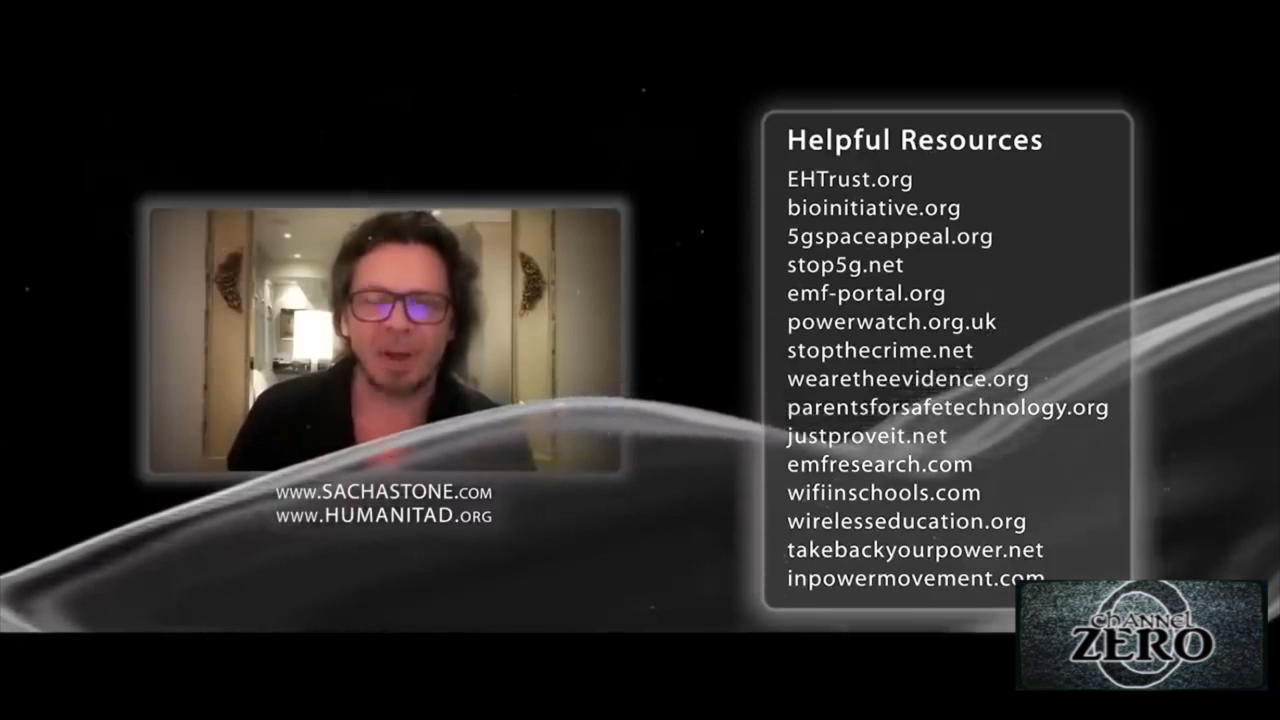 Helpful Resources
EHTrust.org
bioinitiative.org
5gspaceappeal.org
stop5g.net
emf-portal.org
powerwatch.org.uk
stopthecrime.net
wearetheevidence.org
parentsforsafetechnology.org
justproveit.net
emfresearch.com
wifiinschools.com
wirelesseducation.org
takebackyourpower.net
inpowermovement.com
www.SACHASTONE.COM
www.HUMANITAD.ORG
CHANNEL
ZERO